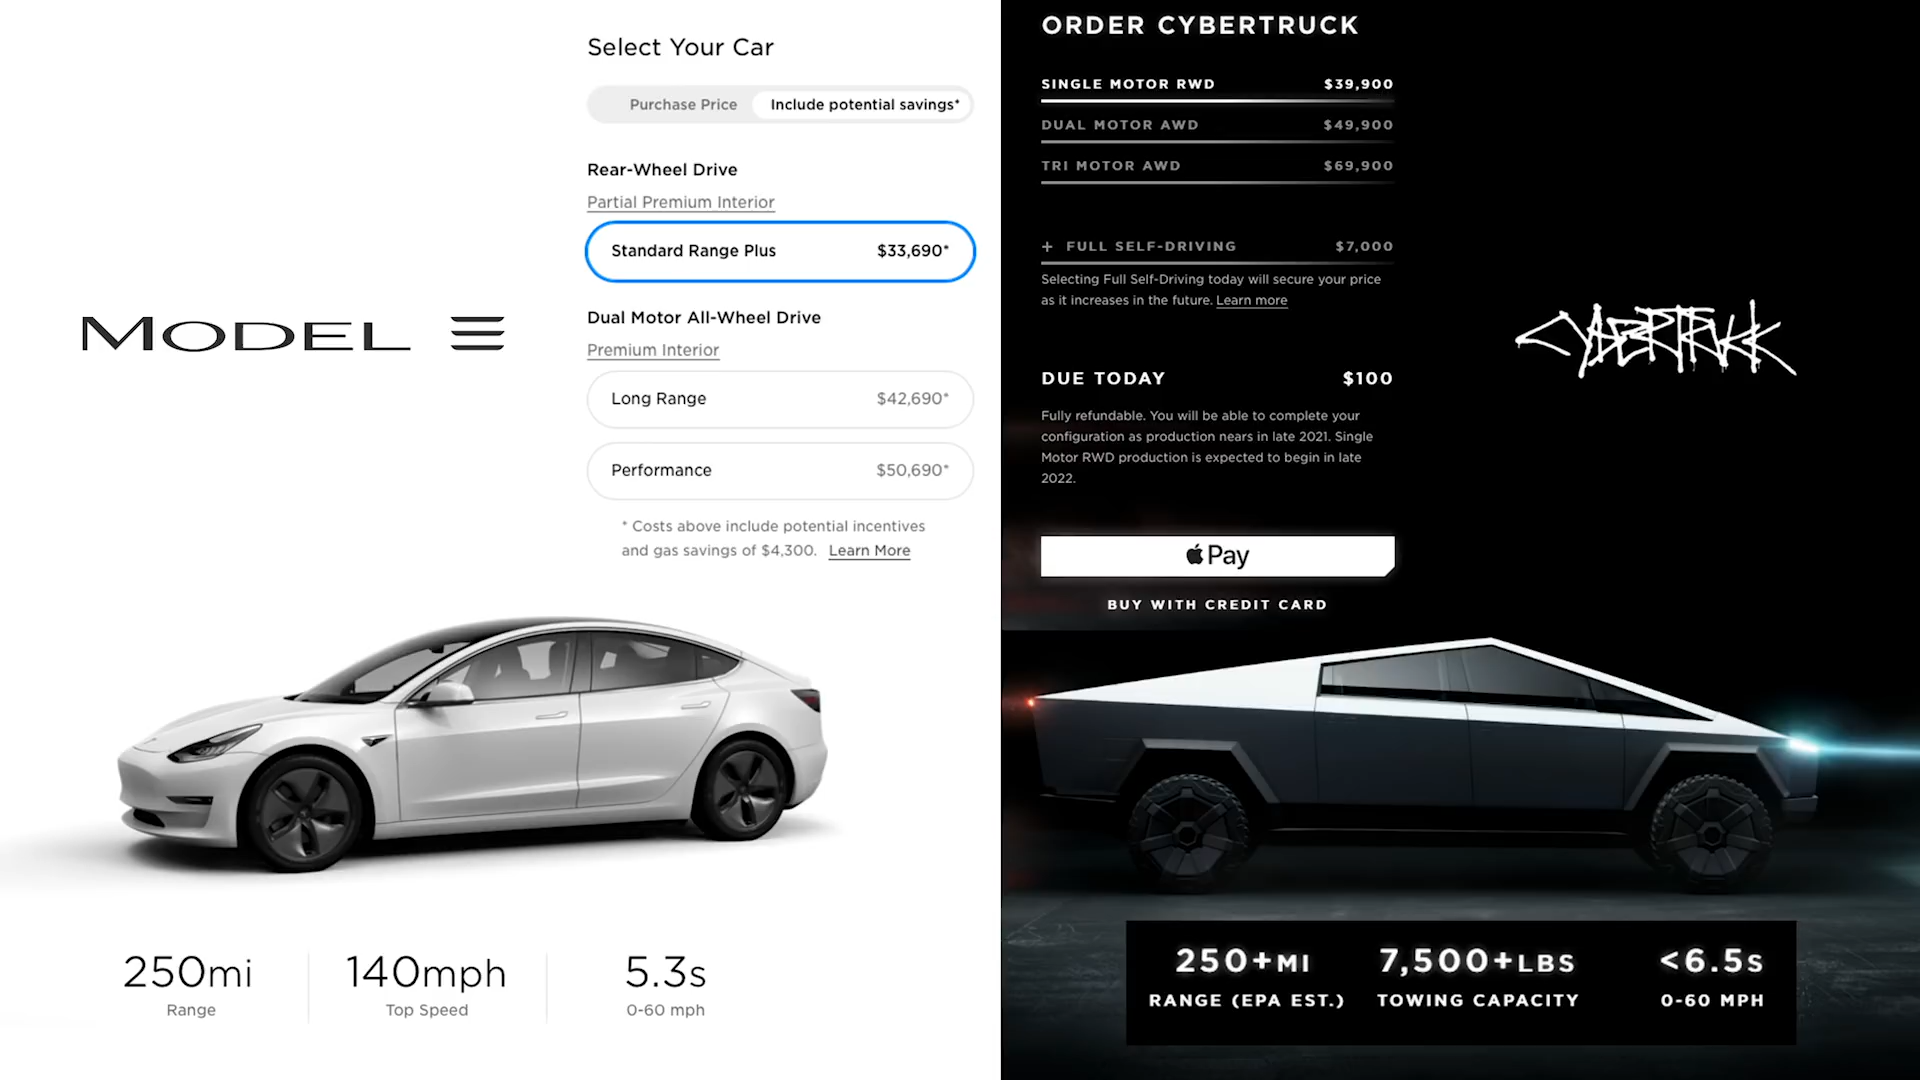 Select Your Car
Purchase Price Include potential savings*
Rear-Wheel Drive
Partial Premium Interior
Standard Range Plus $33,690*
MODEL
Dual Motor All-Wheel Drive
Premium Interior
Long Range $42,690*
Performance $50,690*
* Costs above include potential incentives
and gas savings of $4,300. Learn More
250mi 140mph 5.3s
Range Top Speed 0-60 mph
ORDER CYBERTRUCK
SINGLE MOTOR RWD $39,900
DUAL MOTOR AWD $49,900
TRI MOTOR AWD $69,900
+ FULL SELF-DRIVING $7,000
Selecting Full Self-Driving today will secure your price
as it increases in the future. Learn more
CYBERTRUCK
DUE TODAY $100
Fully refundable. You will be able to complete your
configuration as production nears in late 2021. Single
Motor RWD production is expected to begin in late
2022.
Pay
BUY WITH CREDIT CARD
250+MI 7,500+LBS <6.5S
RANGE (EPA EST.) TOWING CAPACITY 0-60 MPH